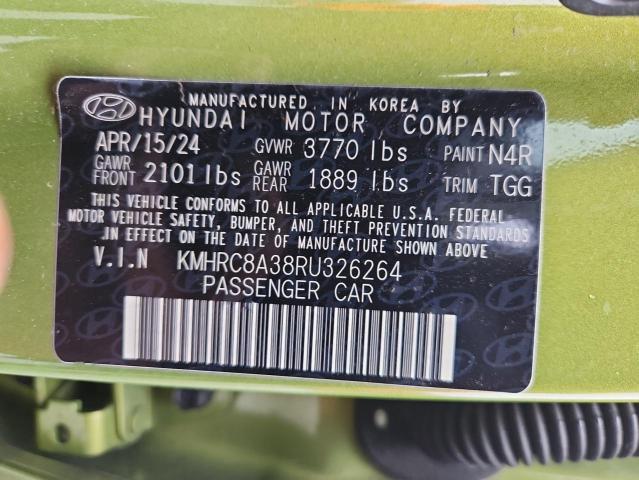 MANUFACTURED IN KOREA BY
HYUNDAI MOTOR COMPANY
APR/15/24 GVWR 3770 lbs PAINT N4R
GAWR FRONT 2101 lbs GAWR REAR 1889 lbs TRIM TGG
THIS VEHICLE CONFORMS TO ALL APPLICABLE U.S.A. FEDERAL
MOTOR VEHICLE SAFETY, BUMPER, AND THEFT PREVENTION STANDARDS
IN EFFECT ON THE DATE OF MANUFACTURE SHOWN ABOVE
V.I.N KMHRC8A38RU326264
PASSENGER CAR